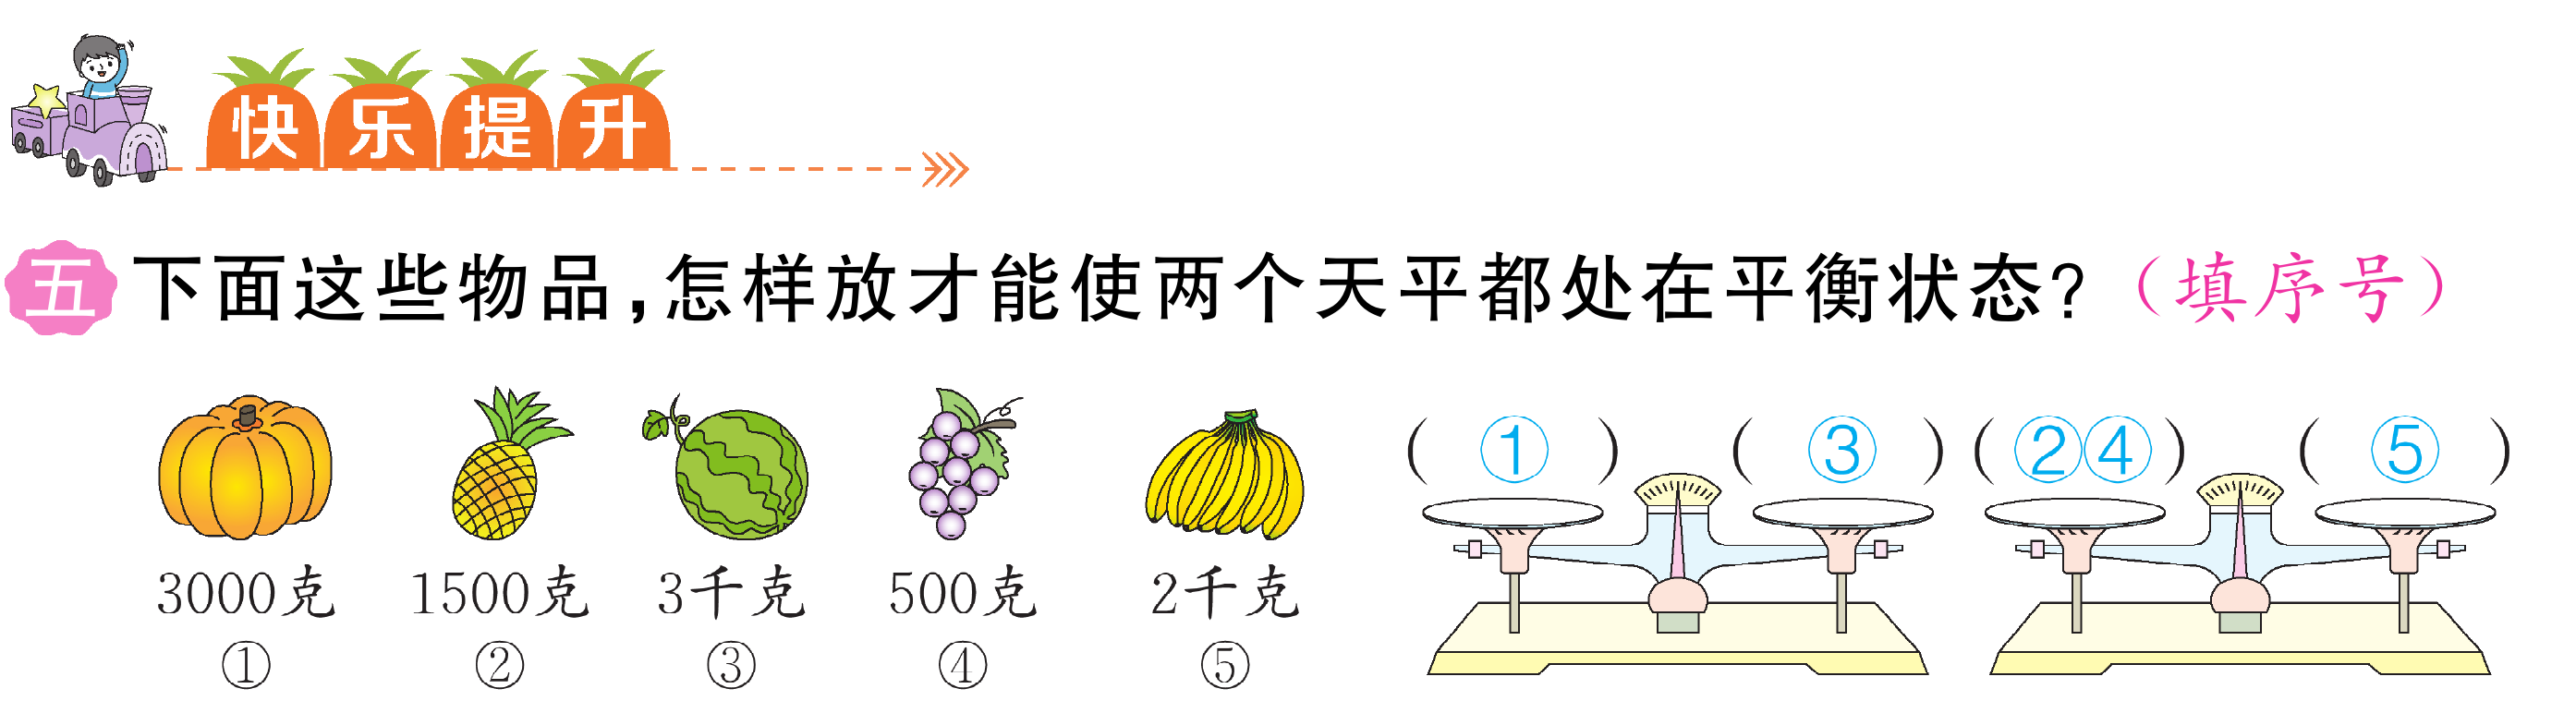 快乐提升
五 下面这些物品,怎样放才能使两个天平都处在平衡状态?(填序号)
( ① ) ( ③ ) ( ②④ ) ( ⑤ )
3000克 1500克 3千克 500克 2千克
① ② ③ ④ ⑤